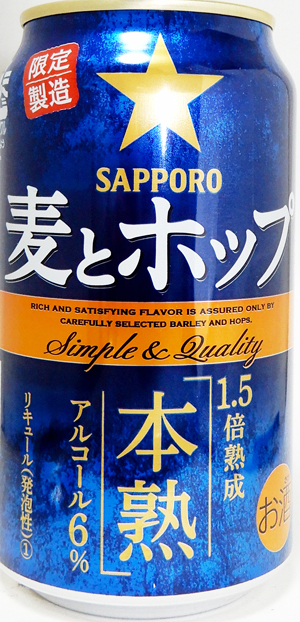 限定
製造
SAPPORO
麦とホップ
RICH AND SATISFYING FLAVOR IS ASSURED ONLY BY
CAREFULLY SELECTED BARLEY AND HOPS.
Simple & Quality
1.5倍熟成
「本熟」
アルコール6%
リキュール(発泡性)①
お酒